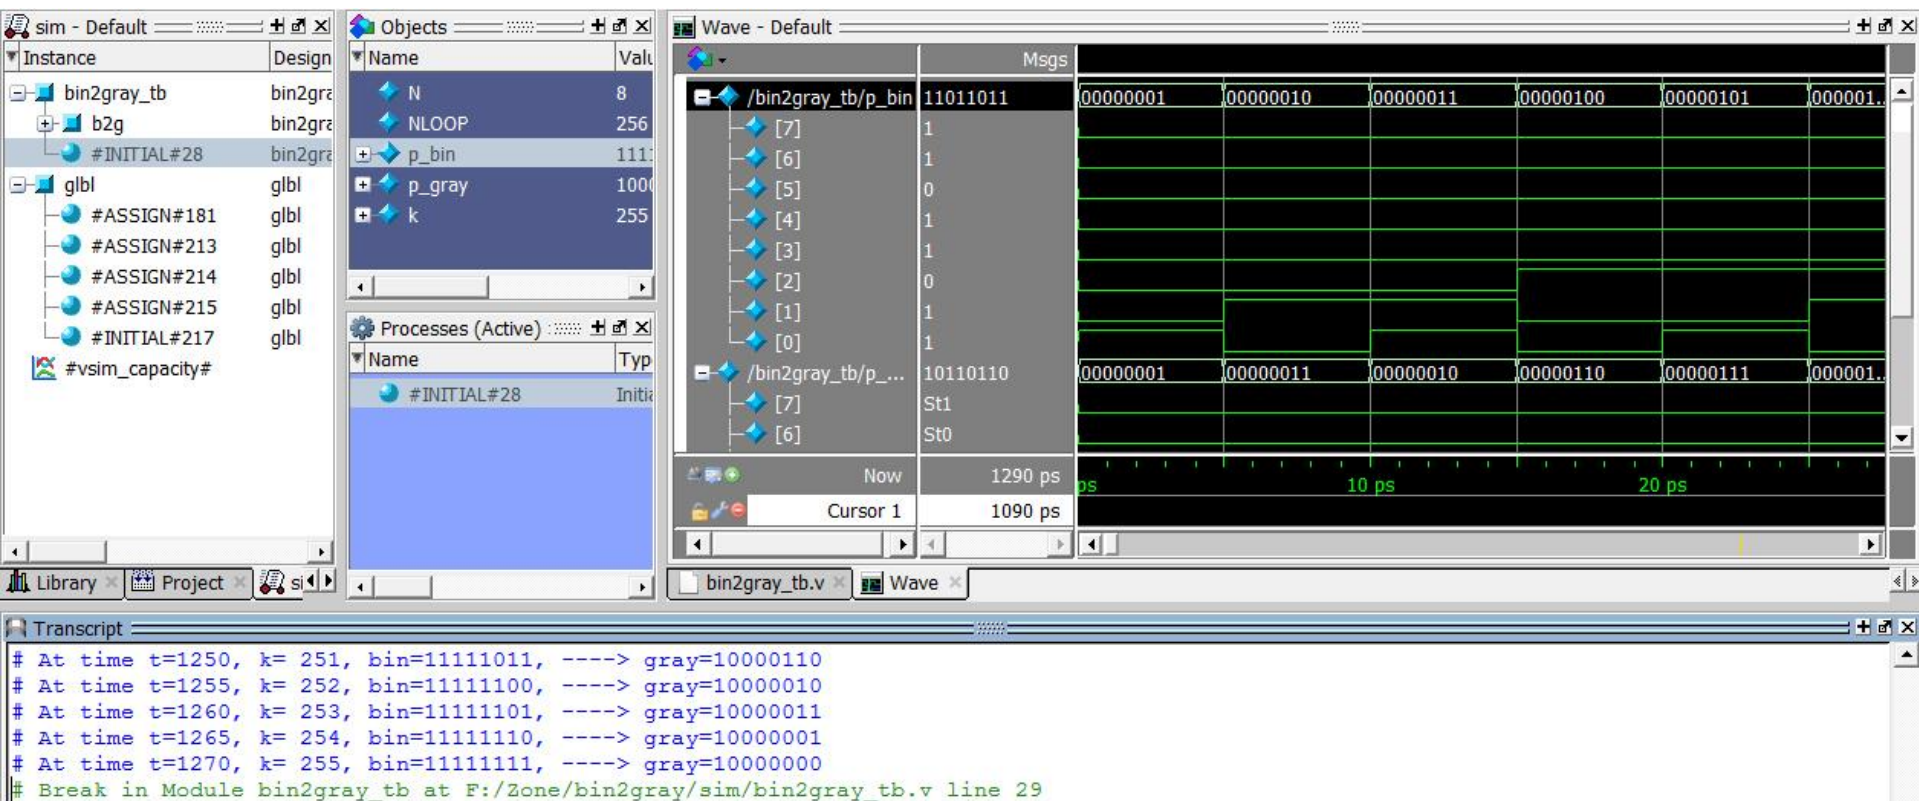 sim - Default
Instance Design
bin2gray_tb bin2gra
b2g bin2gra
#INITIAL#28 bin2gra
glbl glbl
#ASSIGN#181 glbl
#ASSIGN#213 glbl
#ASSIGN#214 glbl
#ASSIGN#215 glbl
#INITIAL#217 glbl
#vsim_capacity#
Library Project si
Objects
Name Valu
N 8
NLOOP 256
p_bin 1111
p_gray 1000
k 255
Processes (Active)
Name Typ
#INITIAL#28 Initia
Wave - Default
Msgs
/bin2gray_tb/p_bin 11011011 00000001 00000010 00000011 00000100 00000101 000001..
[7] 1
[6] 1
[5] 0
[4] 1
[3] 1
[2] 0
[1] 1
[0] 1
/bin2gray_tb/p_... 10110110 00000001 00000011 00000010 00000110 00000111 000001..
[7] St1
[6] St0
Now 1290 ps ps 10 ps 20 ps
Cursor 1 1090 ps
bin2gray_tb.v Wave
Transcript
# At time t=1250, k= 251, bin=11111011, ----> gray=10000110
# At time t=1255, k= 252, bin=11111100, ----> gray=10000010
# At time t=1260, k= 253, bin=11111101, ----> gray=10000011
# At time t=1265, k= 254, bin=11111110, ----> gray=10000001
# At time t=1270, k= 255, bin=11111111, ----> gray=10000000
# Break in Module bin2gray_tb at F:/Zone/bin2gray/sim/bin2gray_tb.v line 29